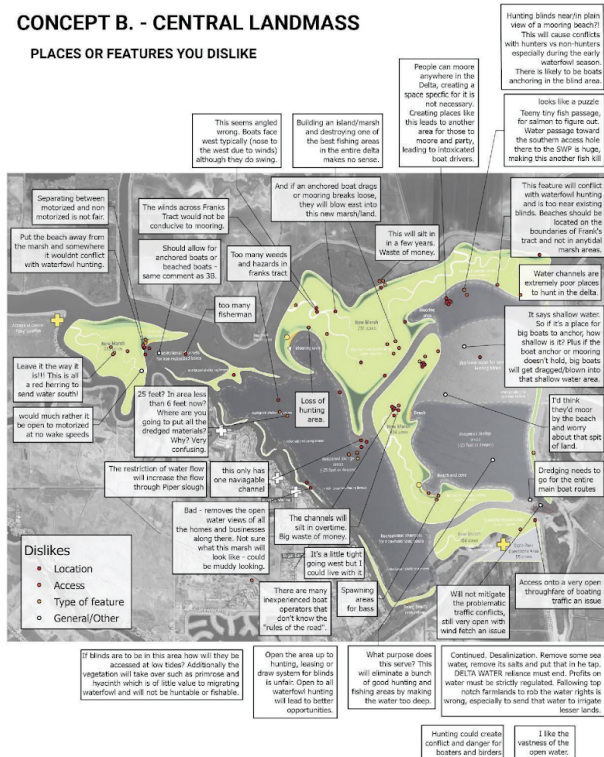 CONCEPT B. - CENTRAL LANDMASS
PLACES OR FEATURES YOU DISLIKE
Hunting blinds near/in plain
view of a mooring beach?!
This will cause conflicts
with hunters vs non-hunters
especially during the early
waterfowl season.
There is likely to be boats
anchoring in the blind area.
People can moore
anywhere in the
Delta, creating a
space specfic for it is
not necessary.
Creating places like
this leads to another
area for those to
moore and party,
leading to intoxicated
boat drivers.
looks like a puzzle
Teeny tiny fish passage,
for salmon to figure out.
Water passage toward
the southern access hole
there to the SWP is huge,
making this another fish kill
This seems angled
wrong. Boats face
west typically (nose to
the west due to winds)
although they do swing.
Building an island/marsh
and destroying one of
the best fishing areas
in the entire delta
makes no sense.
Separating between
motorized and non
motorized is not fair.
The winds across Franks
Tract would not be
conducive to mooring.
And if an anchored boat drags
or mooring breaks loose,
they will blow east into
this new marsh/land.
This feature will conflict
with waterfowl hunting
and is too near existing
blinds. Beaches should be
located on the
boundaries of Frank's
tract and not in anytidal
marsh areas.
Put the beach away from
the marsh and somewhere
it wouldnt conflict
with waterfowl hunting.
Should allow for
anchored boats or
beached boats -
same comment as 3B.
Too many weeds
and hazards in
franks tract
This will silt in
in a few years.
Waste of money.
Water channels are
extremely poor places
to hunt in the delta.
too many
fisherman
It says shallow water.
So if it's a place for
big boats to anchor, how
shallow is it? Plus if the
boat anchor or mooring
doesn't hold, big boats
will get dragged/blown into
that shallow water area.
Leave it the way it
is!!! This is all
a red herring to
send water south!
25 feet? In area less
than 6 feet now?
Where are you
going to put all the
dredged materials?
Why? Very
confusing.
Loss of
hunting
area.
I'd think
they'd moor
by the beach
and worry
about that spit
of land.
would much rather it
be open to motorized
at no wake speeds
The restriction of water flow
will increase the flow
through Piper slough
this only has
one naviagable
channel
Dredging needs to
go for the entire
main boat routes
Bad - removes the open
water views of all
the homes and businesses
along there. Not sure
what this marsh will
look like - could
be muddy looking.
The channels will
silt in overtime.
Big waste of money.
It's a little tight
going west but I
could live with it
Spawning
areas
for bass
There are many
inexperienced boat
operators that
don't know the
"rules of the road".
Will not mitigate
the problematic
traffic conflicts,
still very open with
wind fetch an issue
Access onto a very open
throughfare of boating
traffic an issue
Beach
Dislikes
Location
Access
Type of feature
General/Other
If blinds are to be in this area how will they be
accessed at low tides? Additionally the
vegetation will take over such as primrose and
hyacinth which is of little value to migrating
waterfowl and will not be huntable or fishable.
Open the area up to
hunting, leasing or
draw system for blinds
is unfair. Open to all
waterfowl hunting
will lead to better
opportunities.
What purpose does
this serve? This
will eliminate a bunch
of good hunting and
fishing areas by making
the water too deep.
Continued. Desalinization. Remove some sea
water, remove its salts and put that in he tap.
DELTA WATER reliance must end. Profits on
water must be strictly regulated. Fallowing top
notch farmlands to rob the water rights is
wrong, especially to send that water to irrigate
lesser lands.
Hunting could create
conflict and danger for
boaters and birders
I like the
vastness of the
open water.